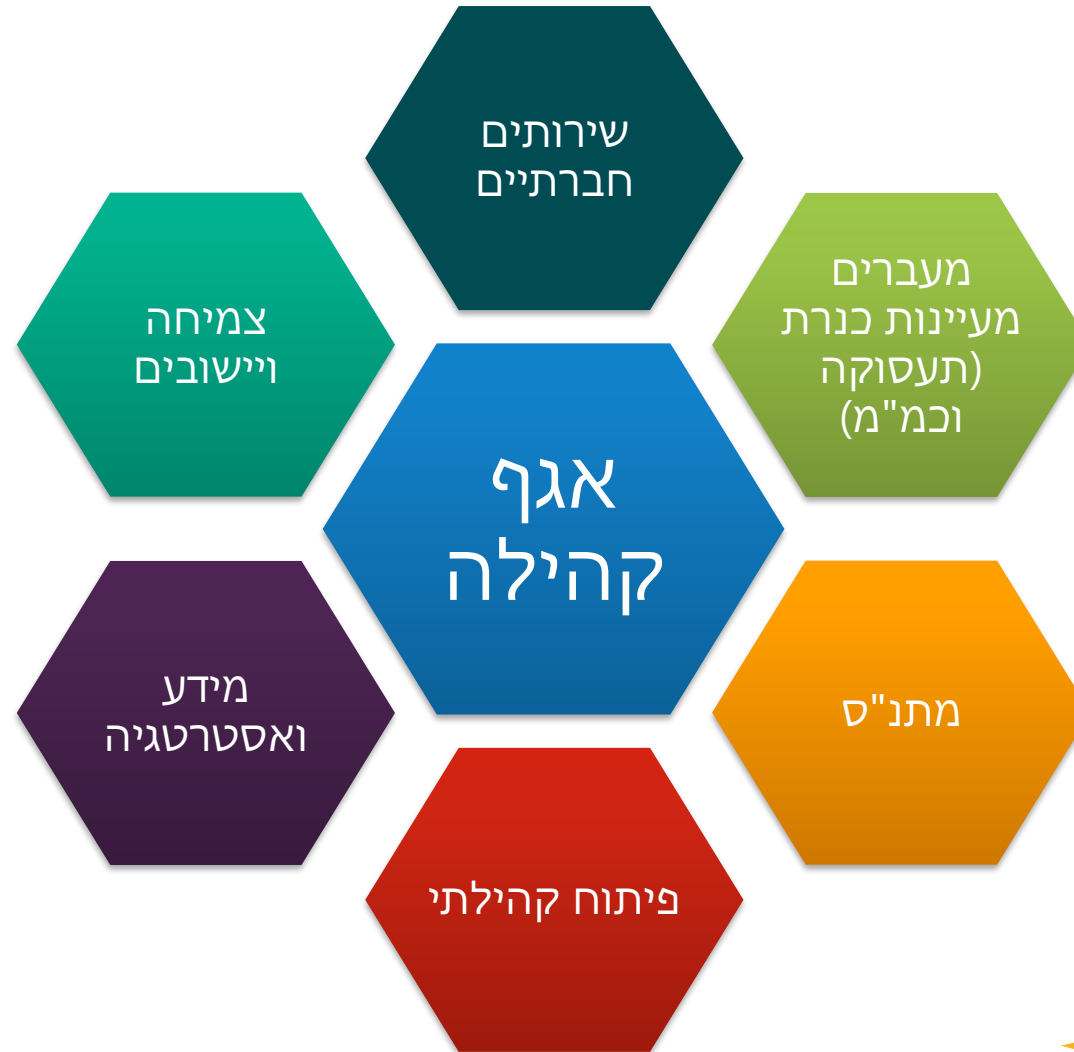 שירותים
חברתיים
מעברים
מעיינות כנרת
(תעסוקה
וכמ"מ)
צמיחה
ויישובים
אגף
קהילה
מתנ"ס
מידע
ואסטרטגיה
פיתוח קהילתי